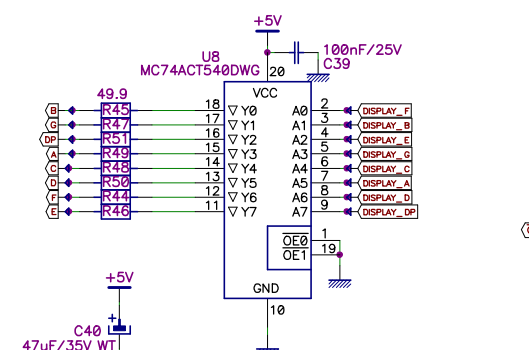 +5V
U8
MC74ACT540DWG
100nF/25V
C39
20
VCC
49.9
B R45 18 Y0 A0 2 DISPLAY_F
G R47 17 Y1 A1 3 DISPLAY_B
DP R51 16 Y2 A2 4 DISPLAY_E
A R49 15 Y3 A3 5 DISPLAY_G
C R48 14 Y4 A4 6 DISPLAY_C
D R50 13 Y5 A5 7 DISPLAY_A
F R44 12 Y6 A6 8 DISPLAY_D
E R46 11 Y7 A7 9 DISPLAY_DP
OE0 1
OE1 19
GND
10
+5V
+
C40
47uF/35V WT